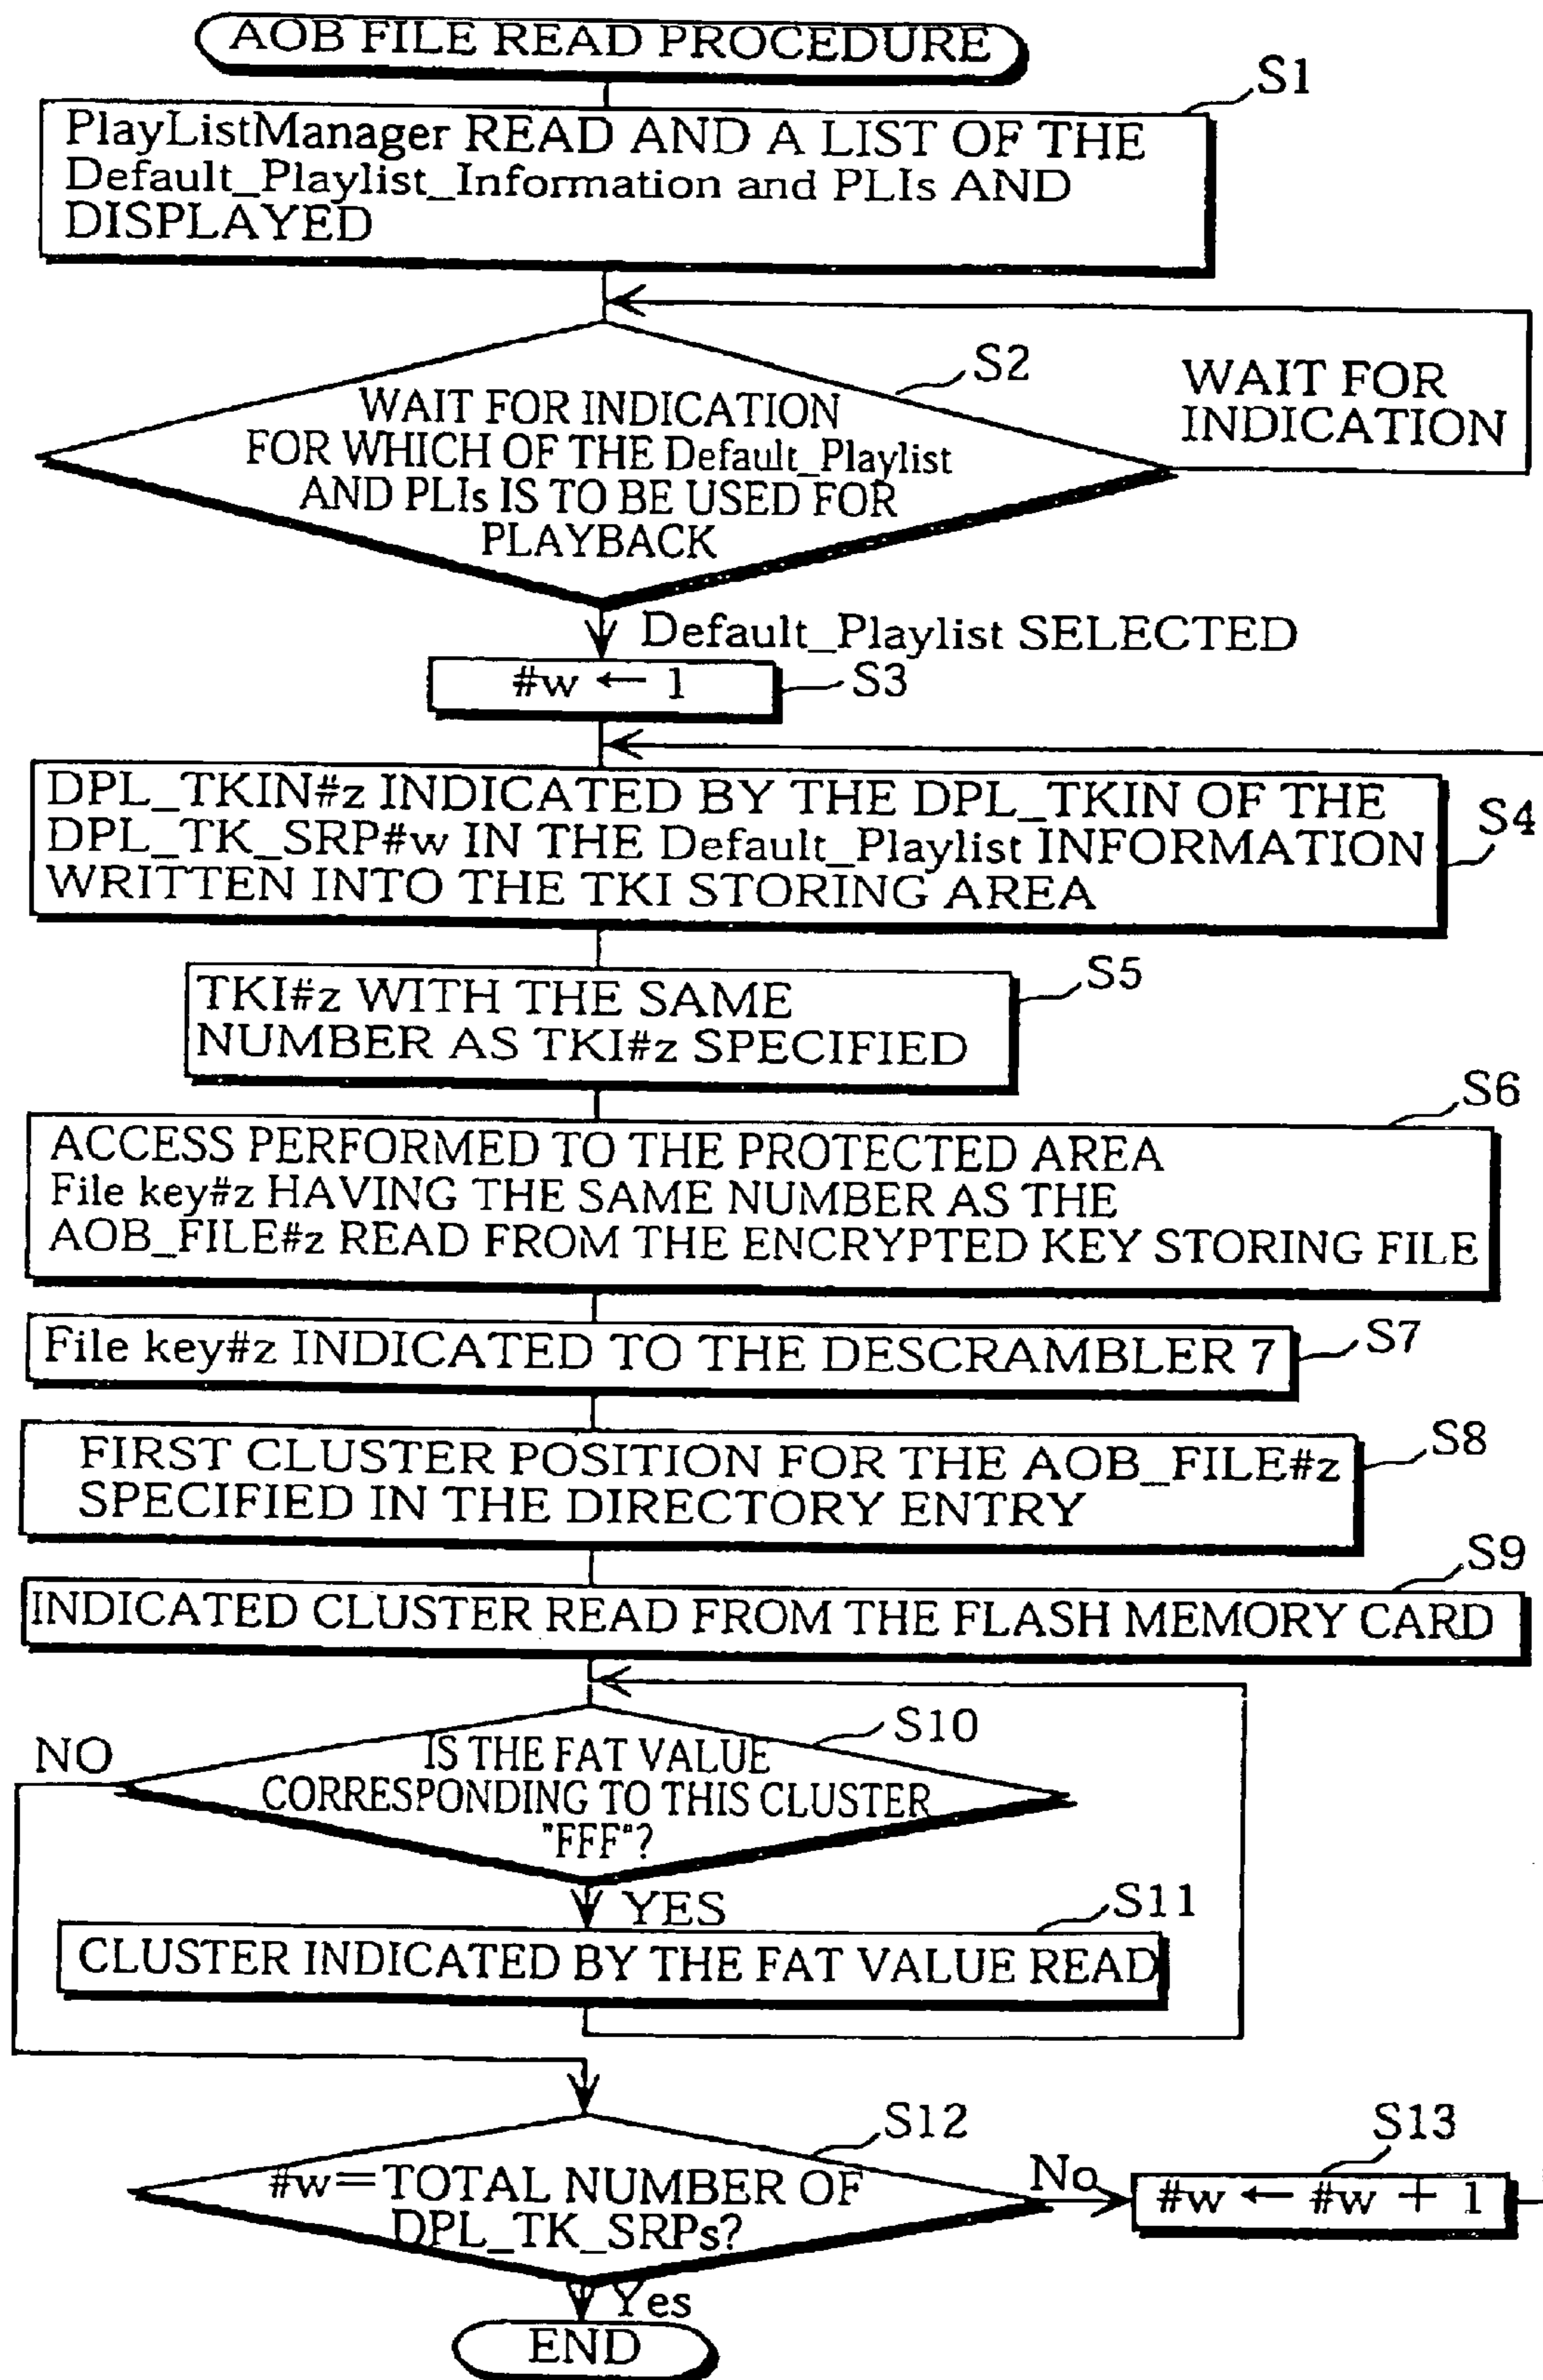 AOB FILE READ PROCEDURE
S1
PlayListManager READ AND A LIST OF THE
Default_Playlist_Information and PLIs AND
DISPLAYED
S2
WAIT FOR INDICATION
FOR WHICH OF THE Default_Playlist
AND PLIs IS TO BE USED FOR
PLAYBACK
WAIT FOR
INDICATION
Default_Playlist SELECTED
#w ← 1
S3
DPL_TKIN#z INDICATED BY THE DPL_TKIN OF THE
DPL_TK_SRP#w IN THE Default_Playlist INFORMATION
WRITTEN INTO THE TKI STORING AREA
S4
TKI#z WITH THE SAME
NUMBER AS TKI#z SPECIFIED
S5
S6
ACCESS PERFORMED TO THE PROTECTED AREA
File key#z HAVING THE SAME NUMBER AS THE
AOB_FILE#z READ FROM THE ENCRYPTED KEY STORING FILE
File key#z INDICATED TO THE DESCRAMBLER 7
S7
FIRST CLUSTER POSITION FOR THE AOB_FILE#z
SPECIFIED IN THE DIRECTORY ENTRY
S8
S9
INDICATED CLUSTER READ FROM THE FLASH MEMORY CARD
S10
NO
IS THE FAT VALUE
CORRESPONDING TO THIS CLUSTER
"FFF"?
YES
S11
CLUSTER INDICATED BY THE FAT VALUE READ
S12
#w=TOTAL NUMBER OF
DPL_TK_SRPs?
No
S13
#w ← #w + 1
Yes
END